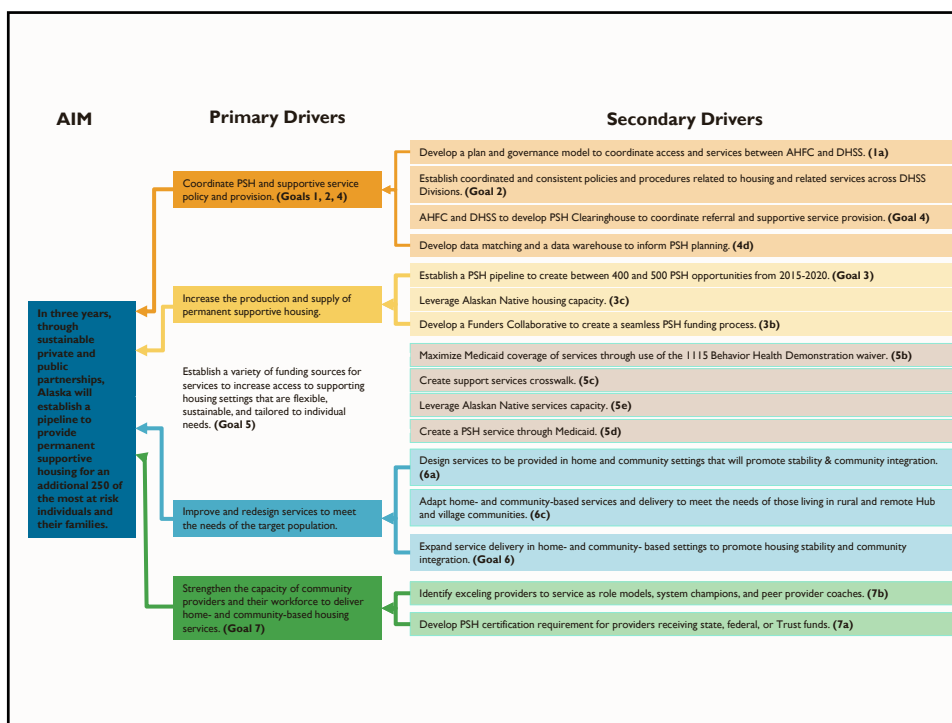 AIM
Primary Drivers
Secondary Drivers
In three years,
through
sustainable
private and
public
partnerships,
Alaska will
establish a
pipeline to
provide
permanent
supportive
housing for an
additional 250 of
the most at risk
individuals and
their families.
Coordinate PSH and supportive service
policy and provision. (Goals 1, 2, 4)
Develop a plan and governance model to coordinate access and services between AHFC and DHSS. (1a)
Establish coordinated and consistent policies and procedures related to housing and related services across DHSS
Divisions. (Goal 2)
AHFC and DHSS to develop PSH Clearinghouse to coordinate referral and supportive service provision. (Goal 4)
Develop data matching and a data warehouse to inform PSH planning. (4d)
Increase the production and supply of
permanent supportive housing.
Establish a PSH pipeline to create between 400 and 500 PSH opportunities from 2015-2020. (Goal 3)
Leverage Alaskan Native housing capacity. (3c)
Develop a Funders Collaborative to create a seamless PSH funding process. (3b)
Establish a variety of funding sources for
services to increase access to supporting
housing settings that are flexible,
sustainable, and tailored to individual
needs. (Goal 5)
Maximize Medicaid coverage of services through use of the 1115 Behavior Health Demonstration waiver. (5b)
Create support services crosswalk. (5c)
Leverage Alaskan Native services capacity. (5e)
Create a PSH service through Medicaid. (5d)
Improve and redesign services to meet
the needs of the target population.
Design services to be provided in home and community settings that will promote stability & community integration.
(6a)
Adapt home- and community-based services and delivery to meet the needs of those living in rural and remote Hub
and village communities. (6c)
Expand service delivery in home- and community- based settings to promote housing stability and community
integration. (Goal 6)
Strengthen the capacity of community
providers and their workforce to deliver
home- and community-based housing
services. (Goal 7)
Identify exceling providers to service as role models, system champions, and peer provider coaches. (7b)
Develop PSH certification requirement for providers receiving state, federal, or Trust funds. (7a)